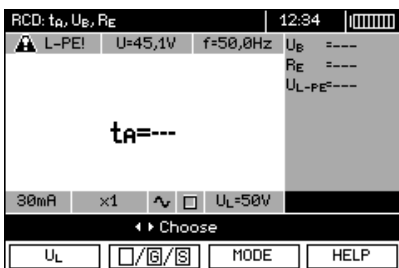 RCD: tA, UB, RE 12:34
L-PE! U=45,1V f=50,0Hz
UB =---
RE =---
UL-PE=---
tA=---
30mA ×1 UL=50V
Choose
UL □/G/S MODE HELP